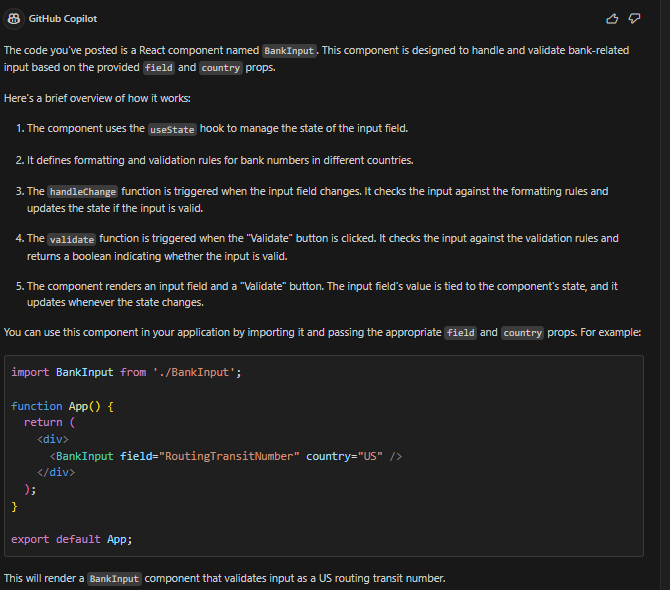 GitHub Copilot
The code you've posted is a React component named BankInput. This component is designed to handle and validate bank-related
input based on the provided field and country props.
Here's a brief overview of how it works:
1. The component uses the useState hook to manage the state of the input field.
2. It defines formatting and validation rules for bank numbers in different countries.
3. The handleChange function is triggered when the input field changes. It checks the input against the formatting rules and
updates the state if the input is valid.
4. The validate function is triggered when the "Validate" button is clicked. It checks the input against the validation rules and
returns a boolean indicating whether the input is valid.
5. The component renders an input field and a "Validate" button. The input field's value is tied to the component's state, and it
updates whenever the state changes.
You can use this component in your application by importing it and passing the appropriate field and country props. For example:
import BankInput from './BankInput';
function App() {
  return (
    <div>
      <BankInput field="RoutingTransitNumber" country="US" />
    </div>
  );
}
export default App;
This will render a BankInput component that validates input as a US routing transit number.